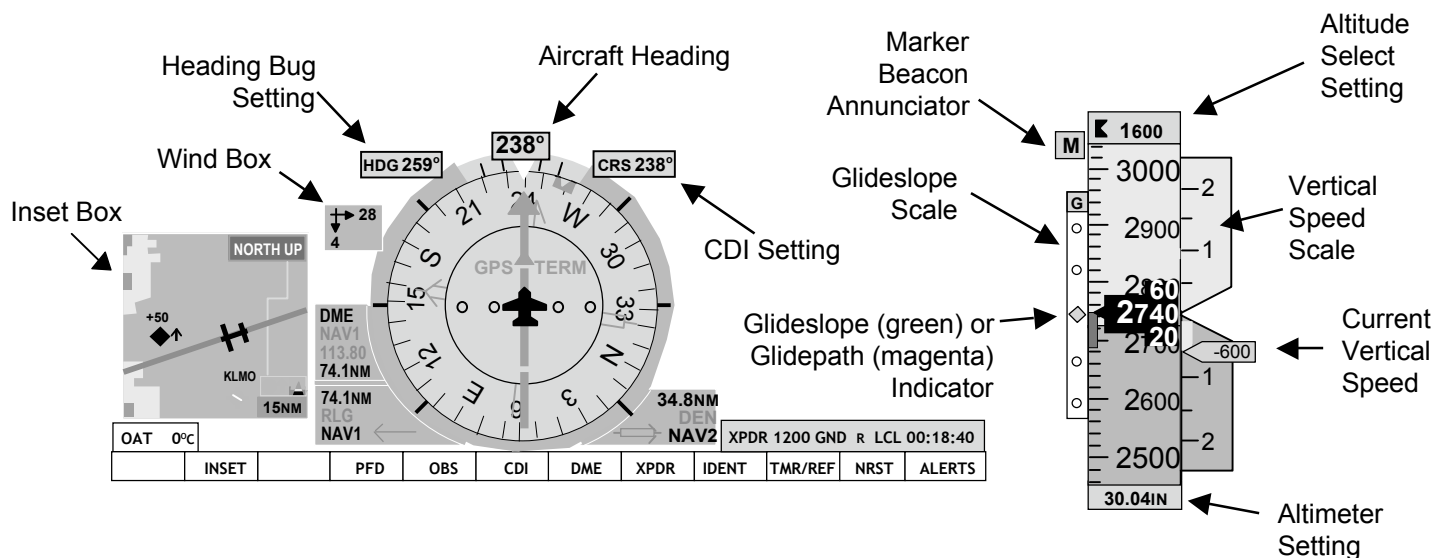 Heading Bug
Setting
Aircraft Heading
Wind Box
Inset Box
HDG 259°
238°
CRS 238°
CDI Setting
28
4
NORTH UP
+50
KLMO
15NM
21
24
W
S
30
15
33
12
N
E
6
3
GPS TERM
DME
NAV1
113.80
74.1NM
74.1NM
RLG
NAV1
34.8NM
DEN
NAV2
OAT 0°C
XPDR 1200 GND R LCL 00:18:40
INSET PFD OBS CDI DME XPDR IDENT TMR/REF NRST ALERTS
Marker
Beacon
Annunciator
Altitude
Select
Setting
M
1600
Glideslope
Scale
G
3000
2900
2800
60
2740
20
2700
2600
2500
2
1
-600
1
2
Vertical
Speed
Scale
Glideslope (green) or
Glidepath (magenta)
Indicator
Current
Vertical
Speed
30.04IN
Altimeter
Setting